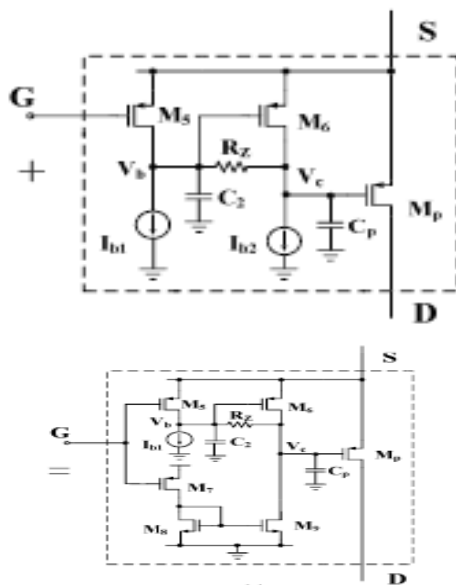 S
G
M5
M6
RZ
+
Vb
Vc
C2
Mp
Ib1
Ib2
Cp
D
S
M5
M6
Vb
RZ
G
Ib1
C2
Vc
Mp
=
Cp
M7
M8
M9
D